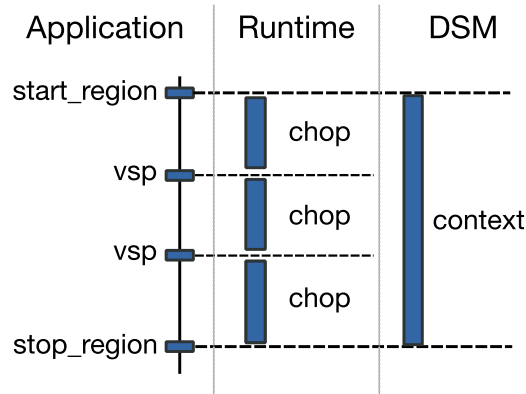 Application Runtime DSM
start_region
chop
vsp
chop
context
vsp
chop
stop_region